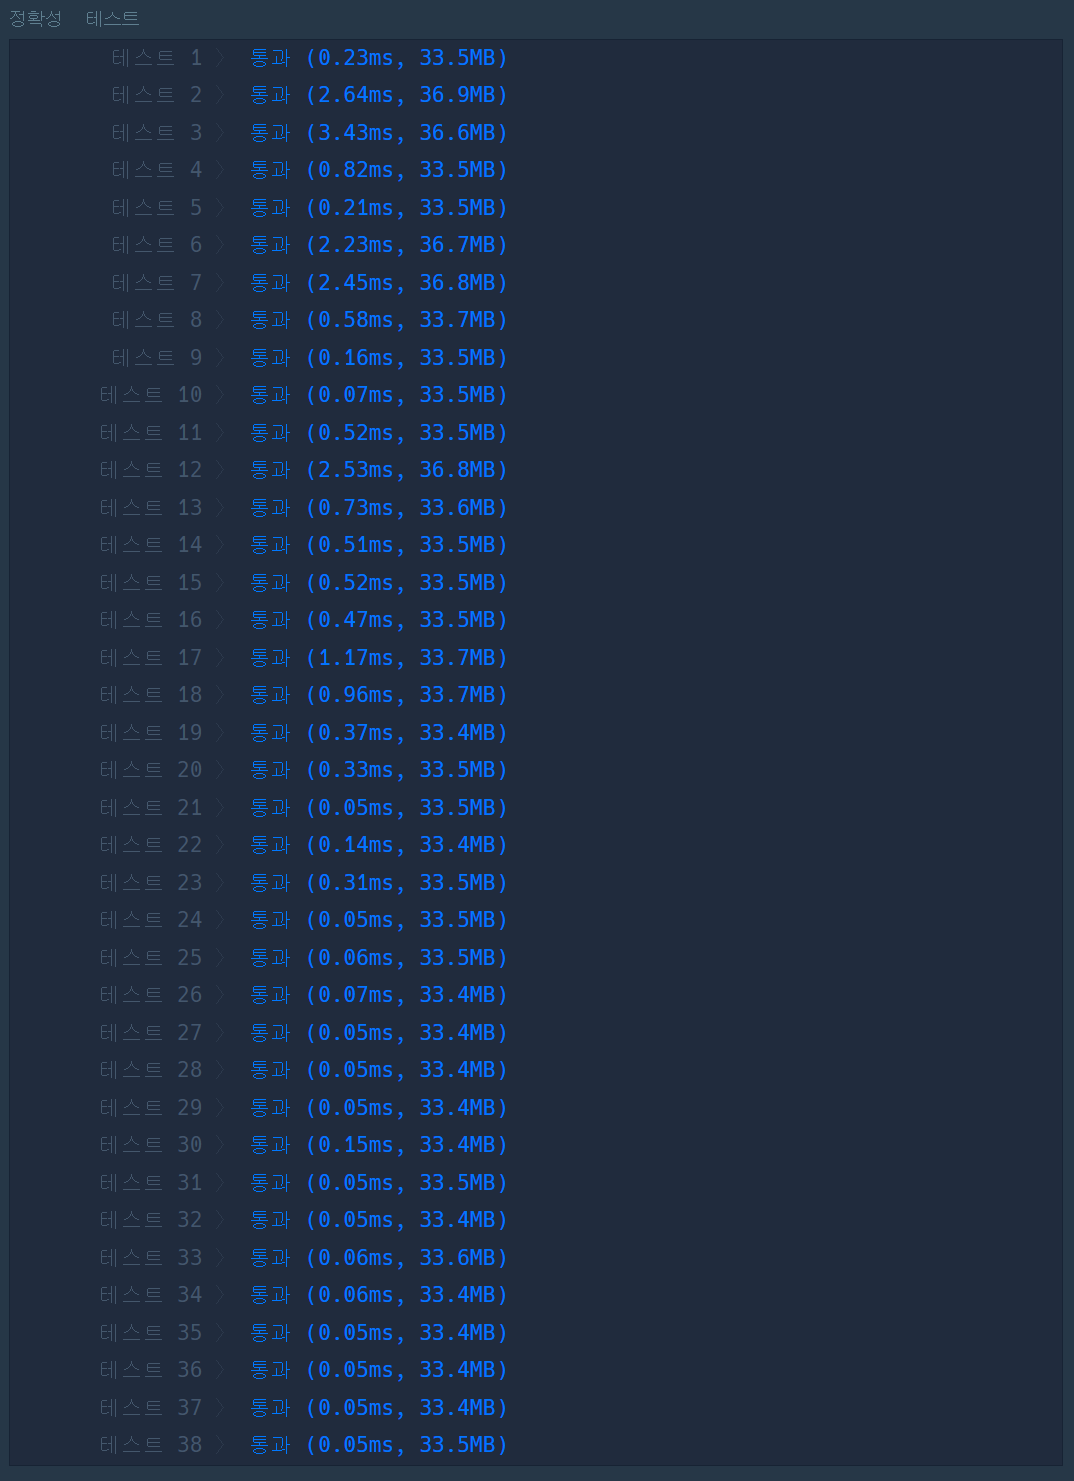 정확성 테스트
테스트 1 〉 통과 (0.23ms, 33.5MB)
테스트 2 〉 통과 (2.64ms, 36.9MB)
테스트 3 〉 통과 (3.43ms, 36.6MB)
테스트 4 〉 통과 (0.82ms, 33.5MB)
테스트 5 〉 통과 (0.21ms, 33.5MB)
테스트 6 〉 통과 (2.23ms, 36.7MB)
테스트 7 〉 통과 (2.45ms, 36.8MB)
테스트 8 〉 통과 (0.58ms, 33.7MB)
테스트 9 〉 통과 (0.16ms, 33.5MB)
테스트 10 〉 통과 (0.07ms, 33.5MB)
테스트 11 〉 통과 (0.52ms, 33.5MB)
테스트 12 〉 통과 (2.53ms, 36.8MB)
테스트 13 〉 통과 (0.73ms, 33.6MB)
테스트 14 〉 통과 (0.51ms, 33.5MB)
테스트 15 〉 통과 (0.52ms, 33.5MB)
테스트 16 〉 통과 (0.47ms, 33.5MB)
테스트 17 〉 통과 (1.17ms, 33.7MB)
테스트 18 〉 통과 (0.96ms, 33.7MB)
테스트 19 〉 통과 (0.37ms, 33.4MB)
테스트 20 〉 통과 (0.33ms, 33.5MB)
테스트 21 〉 통과 (0.05ms, 33.5MB)
테스트 22 〉 통과 (0.14ms, 33.4MB)
테스트 23 〉 통과 (0.31ms, 33.5MB)
테스트 24 〉 통과 (0.05ms, 33.5MB)
테스트 25 〉 통과 (0.06ms, 33.5MB)
테스트 26 〉 통과 (0.07ms, 33.4MB)
테스트 27 〉 통과 (0.05ms, 33.4MB)
테스트 28 〉 통과 (0.05ms, 33.4MB)
테스트 29 〉 통과 (0.05ms, 33.4MB)
테스트 30 〉 통과 (0.15ms, 33.4MB)
테스트 31 〉 통과 (0.05ms, 33.5MB)
테스트 32 〉 통과 (0.05ms, 33.4MB)
테스트 33 〉 통과 (0.06ms, 33.6MB)
테스트 34 〉 통과 (0.06ms, 33.4MB)
테스트 35 〉 통과 (0.05ms, 33.4MB)
테스트 36 〉 통과 (0.05ms, 33.4MB)
테스트 37 〉 통과 (0.05ms, 33.4MB)
테스트 38 〉 통과 (0.05ms, 33.5MB)